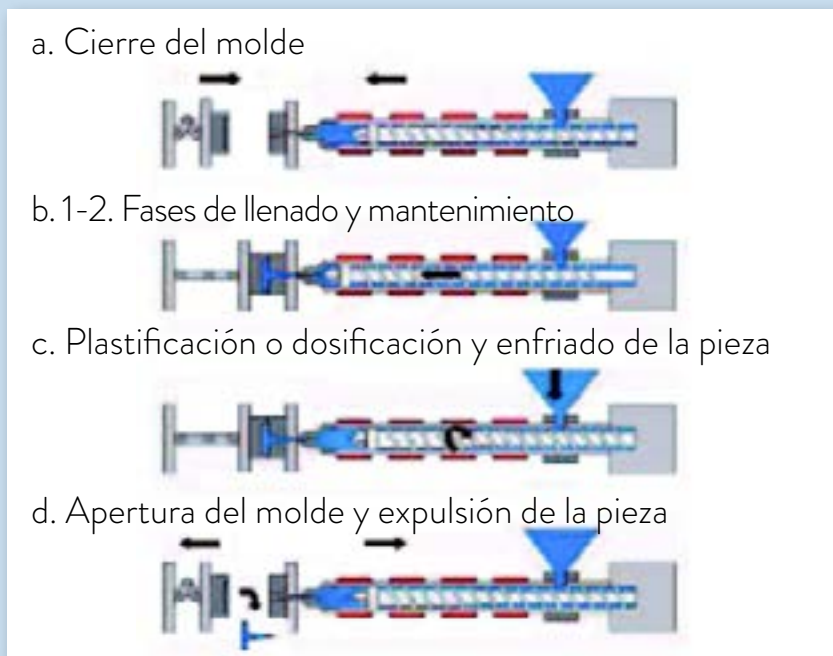 a. Cierre del molde
b. 1-2. Fases de llenado y mantenimiento
c. Plastificación o dosificación y enfriado de la pieza
d. Apertura del molde y expulsión de la pieza